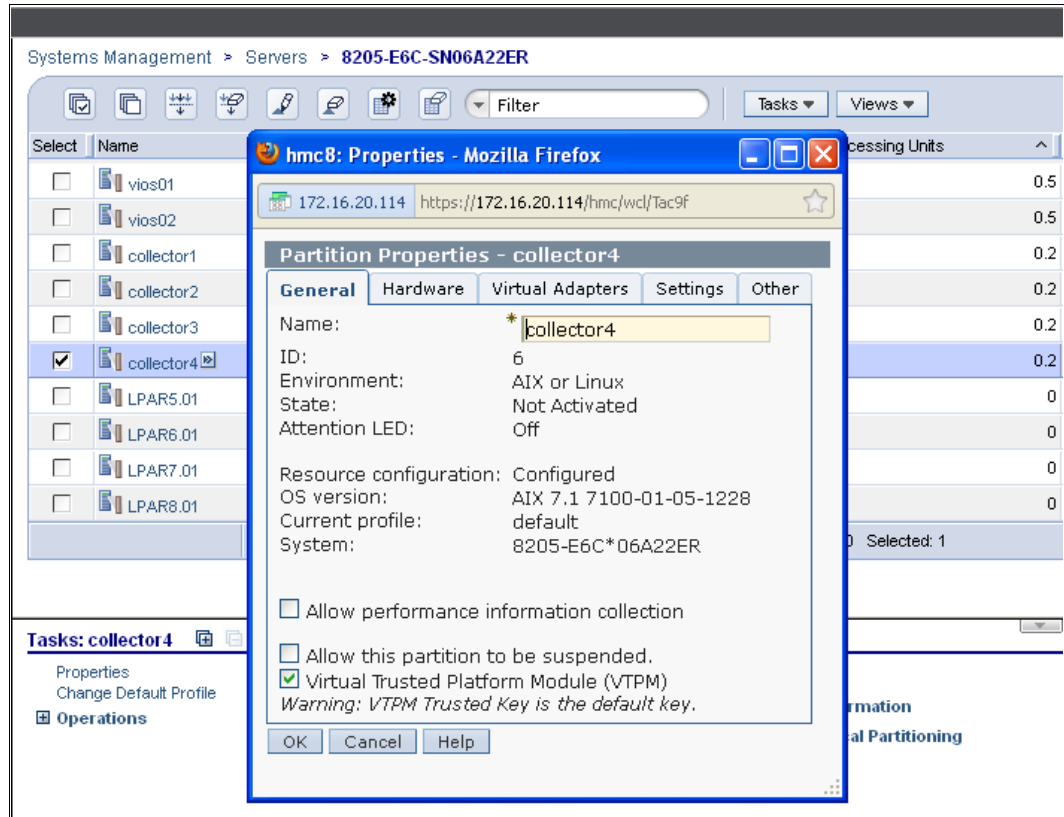 Systems Management > Servers > 8205-E6C-SN06A22ER
Filter
Tasks
Views
Select
Name
cessing Units
vios01
0.5
vios02
0.5
collector1
0.2
collector2
0.2
collector3
0.2
collector4
0.2
LPAR5.01
0
LPAR6.01
0
LPAR7.01
0
LPAR8.01
0
Selected: 1
hmc8: Properties - Mozilla Firefox
172.16.20.114 https://172.16.20.114/hmc/wcl/Tac9f
Partition Properties - collector4
General Hardware Virtual Adapters Settings Other
Name: * collector4
ID: 6
Environment: AIX or Linux
State: Not Activated
Attention LED: Off
Resource configuration: Configured
OS version: AIX 7.1 7100-01-05-1228
Current profile: default
System: 8205-E6C*06A22ER
Allow performance information collection
Allow this partition to be suspended.
Virtual Trusted Platform Module (VTPM)
Warning: VTPM Trusted Key is the default key.
OK Cancel Help
Tasks: collector4
Properties
Change Default Profile
Operations
rmation
al Partitioning